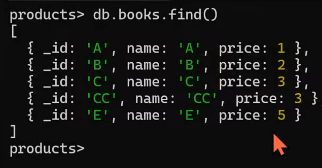 products> db.books.find()
[
  { _id: 'A', name: 'A', price: 1 },
  { _id: 'B', name: 'B', price: 2 },
  { _id: 'C', name: 'C', price: 3 },
  { _id: 'CC', name: 'CC', price: 3 },
  { _id: 'E', name: 'E', price: 5 }
]
products>